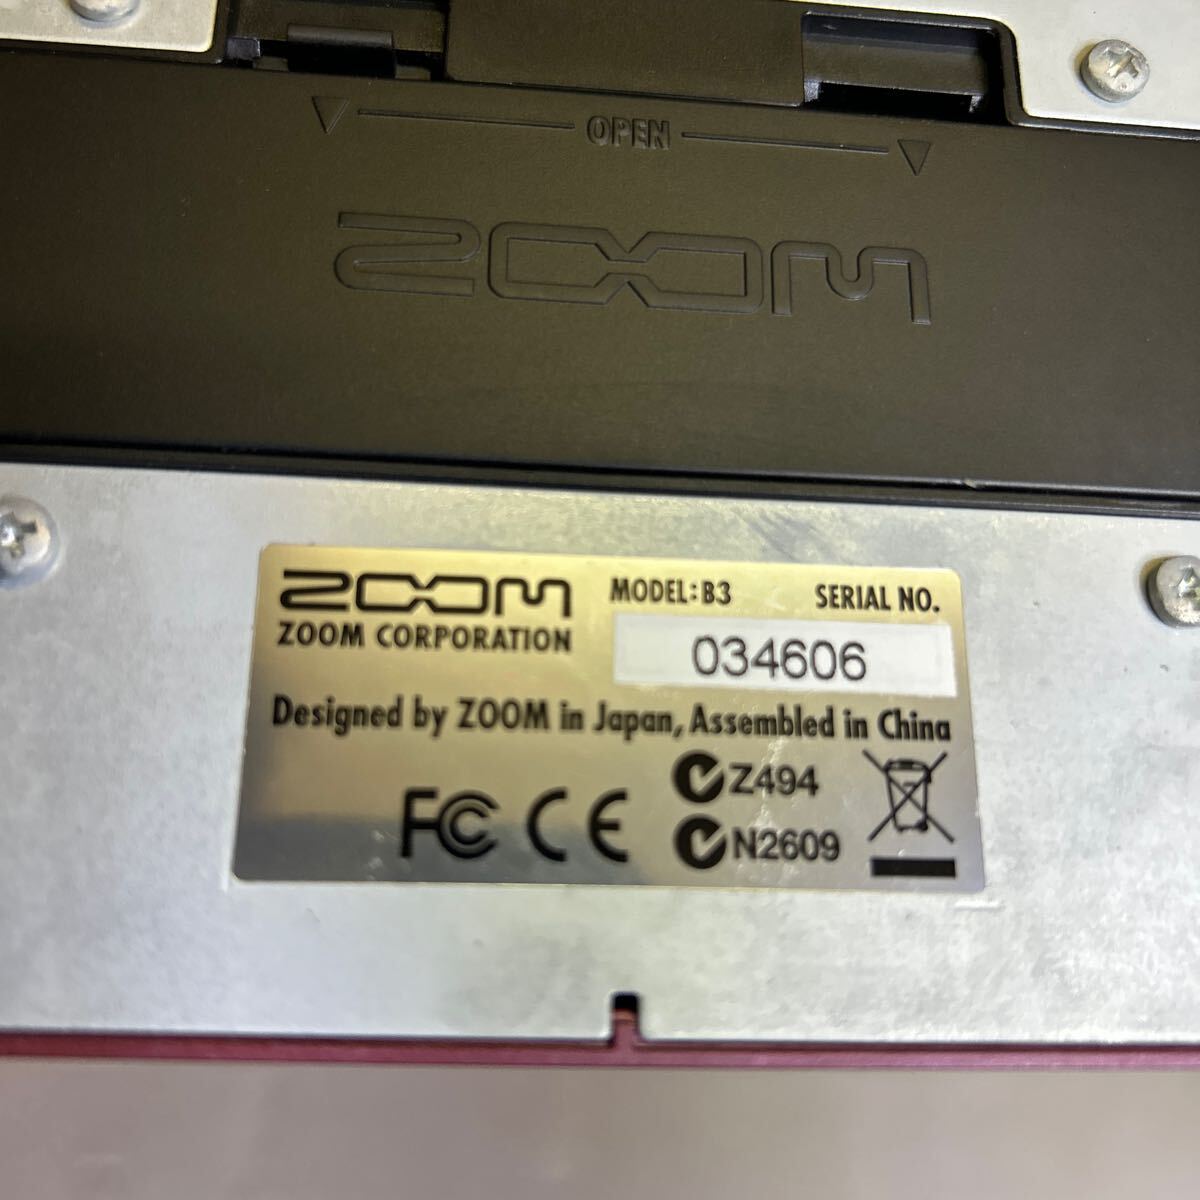 OPEN
ZOOM
ZOOM
ZOOM CORPORATION
MODEL:B3
SERIAL NO.
034606
Designed by ZOOM in Japan, Assembled in China
FC CE
Z494
N2609